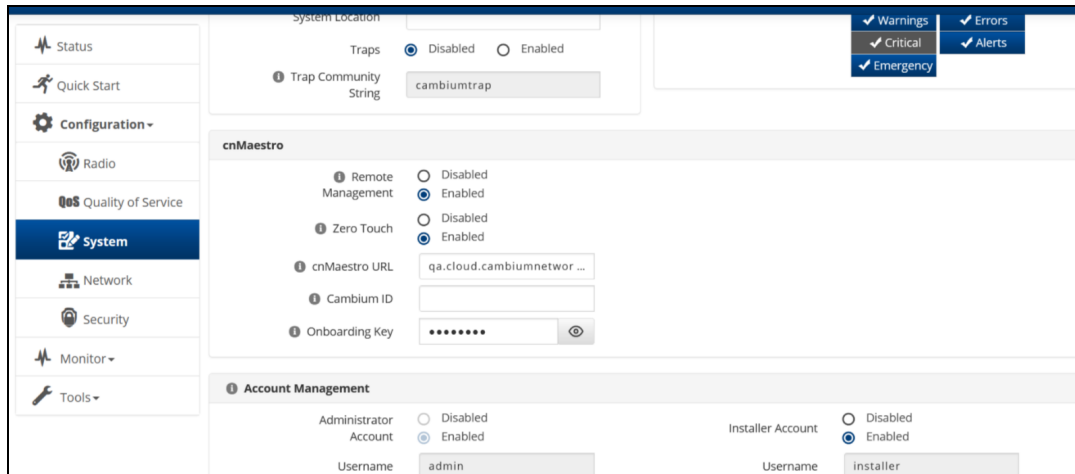 System Location
Warnings
Errors
Status
Traps
Disabled
Enabled
Critical
Alerts
Emergency
Trap Community
String
cambiumtrap
Quick Start
Configuration
cnMaestro
Radio
Remote
Management
Disabled
Enabled
QoS Quality of Service
Zero Touch
Disabled
Enabled
System
cnMaestro URL
qa.cloud.cambiumnetwor ...
Network
Cambium ID
Security
Onboarding Key
Monitor
Account Management
Tools
Administrator
Account
Disabled
Enabled
Installer Account
Disabled
Enabled
Username
admin
Username
installer